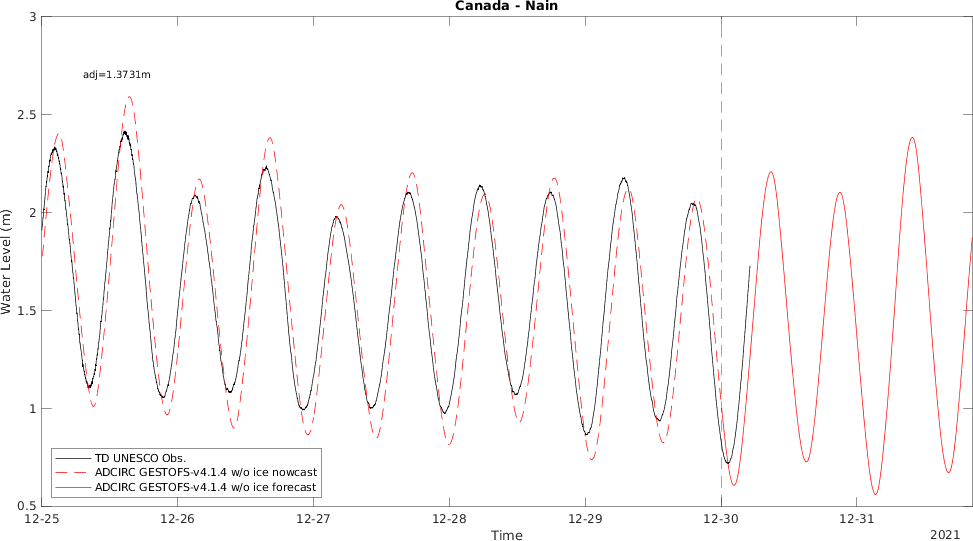 Canada - Nain
3
adj=1.3731m
2.5
2
Water Level (m)
1.5
1
TD UNESCO Obs.
ADCIRC GESTOFS-v4.1.4 w/o ice nowcast
ADCIRC GESTOFS-v4.1.4 w/o ice forecast
0.5
12-25 12-26 12-27 12-28 12-29 12-30 12-31
Time
2021